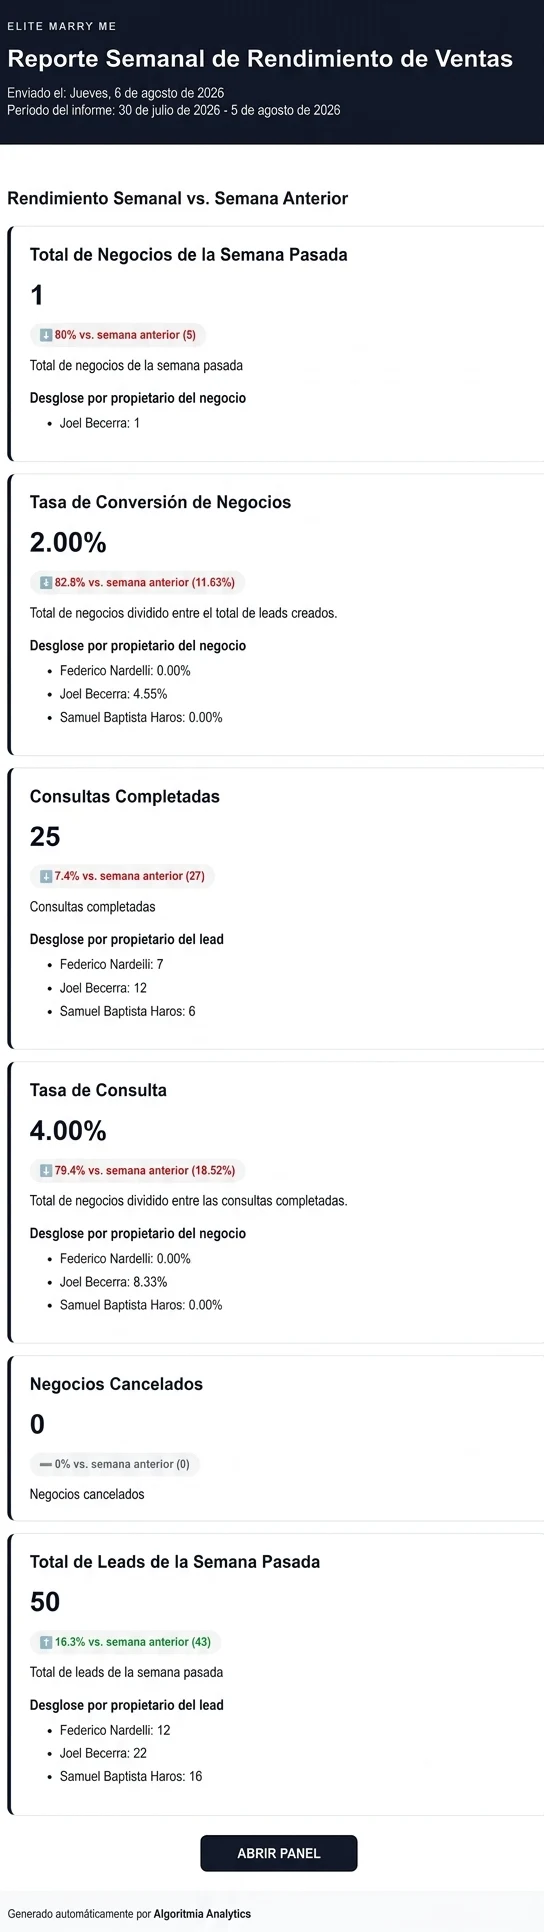 ELITE MARRY ME
Reporte Semanal de Rendimiento de Ventas
Enviado el: Jueves, 6 de agosto de 2026
Período del informe: 30 de julio de 2026 - 5 de agosto de 2026
Rendimiento Semanal vs. Semana Anterior
Total de Negocios de la Semana Pasada
1
⬇️ 80% vs. semana anterior (5)
Total de negocios de la semana pasada
Desglose por propietario del negocio
• Joel Becerra: 1
Tasa de Conversión de Negocios
2.00%
⬇️ 82.8% vs. semana anterior (11.63%)
Total de negocios dividido entre el total de leads creados.
Desglose por propietario del negocio
• Federico Nardelli: 0.00%
• Joel Becerra: 4.55%
• Samuel Baptista Haros: 0.00%
Consultas Completadas
25
⬇️ 7.4% vs. semana anterior (27)
Consultas completadas
Desglose por propietario del lead
• Federico Nardelli: 7
• Joel Becerra: 12
• Samuel Baptista Haros: 6
Tasa de Consulta
4.00%
⬇️ 79.4% vs. semana anterior (18.52%)
Total de negocios dividido entre las consultas completadas.
Desglose por propietario del negocio
• Federico Nardelli: 0.00%
• Joel Becerra: 8.33%
• Samuel Baptista Haros: 0.00%
Negocios Cancelados
0
➖ 0% vs. semana anterior (0)
Negocios cancelados
Total de Leads de la Semana Pasada
50
⬆️ 16.3% vs. semana anterior (43)
Total de leads de la semana pasada
Desglose por propietario del lead
• Federico Nardelli: 12
• Joel Becerra: 22
• Samuel Baptista Haros: 16
ABRIR PANEL
Generado automáticamente por Algoritmia Analytics